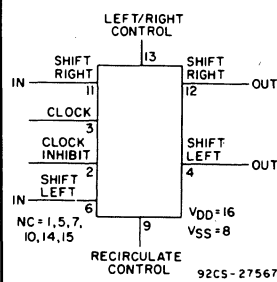 LEFT/RIGHT
CONTROL
13
SHIFT
RIGHT
IN
11
SHIFT
RIGHT
OUT
12
CLOCK
3
CLOCK
INHIBIT
2
SHIFT
LEFT
OUT
4
SHIFT
LEFT
IN
6
NC = 1,5,7,
10,14,15
9
VDD=16
VSS=8
RECIRCULATE
CONTROL
92CS-27567